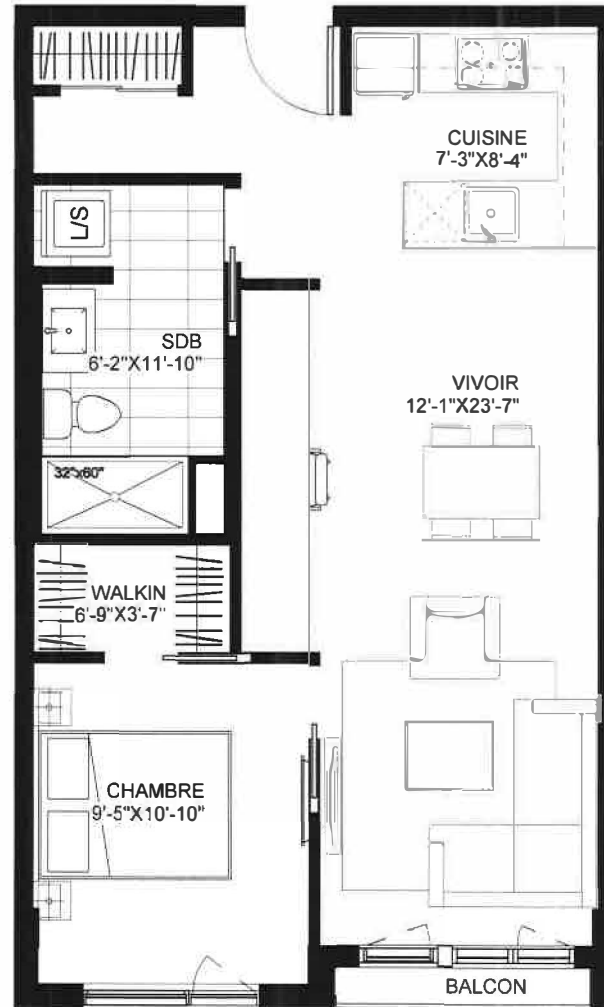 CUISINE
7'-3"X8'-4"
L/S
SDB
6'-2"X11'-10"
VIVOIR
12'-1"X23'-7"
32"x60"
WALKIN
6'-9"X3'-7"
CHAMBRE
9'-5"X10'-10"
BALCON